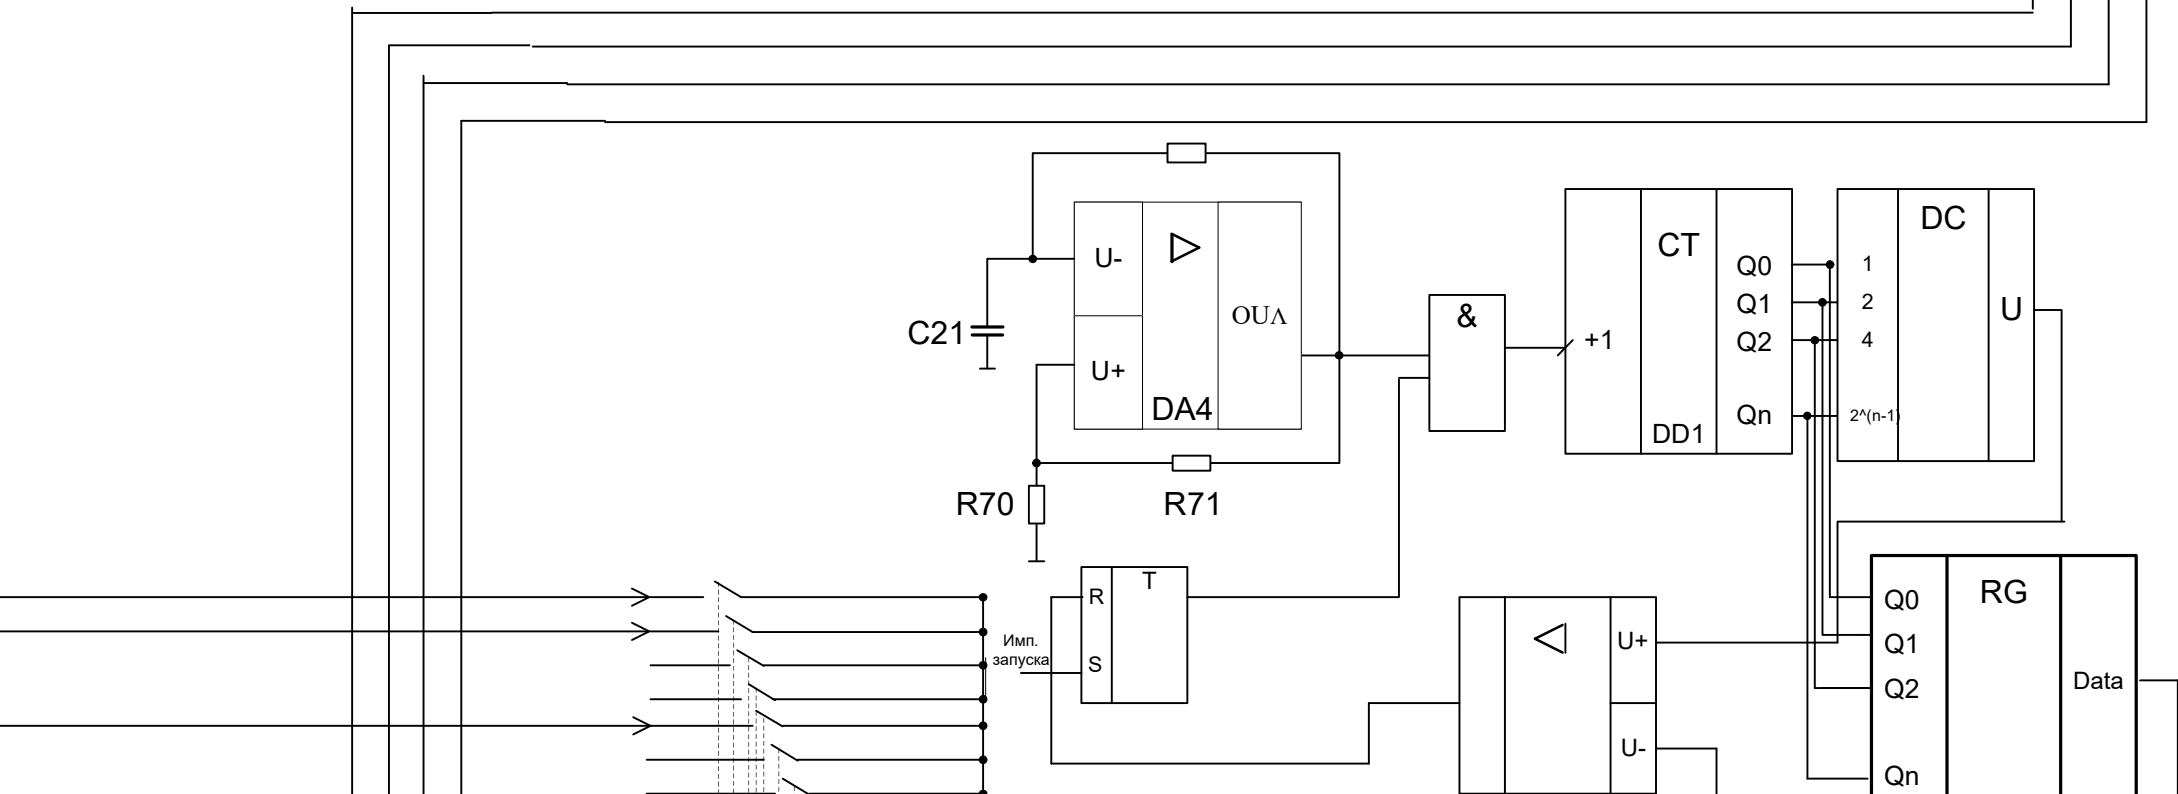 U-
U+
OUΛ
DA4
C21
R70
R71
&
+1
CT
DD1
Q0
Q1
Q2
Qn
1
2
4
2^(n-1)
DC
U
Имп.
запуска
R
S
T
U+
U-
Q0
Q1
Q2
Qn
RG
Data